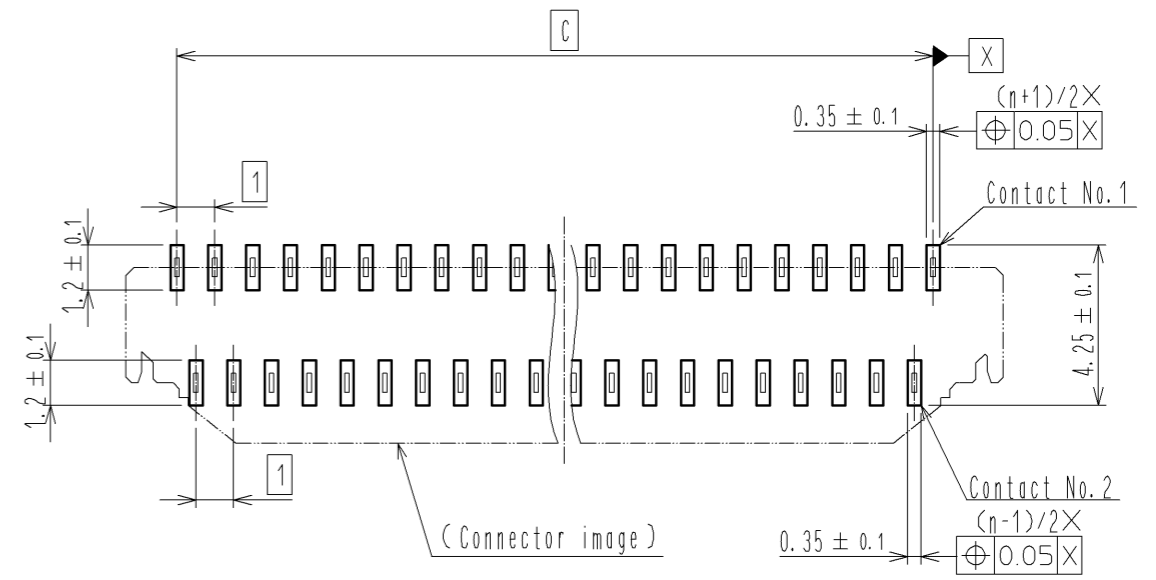 C
X
(n+1)/2X
0.35 ± 0.1
⌖ 0.05 X
1
Contact No.1
1.2 ± 0.1
4.25 ± 0.1
1.2 ± 0.1
1
Contact No.2
(n-1)/2X
(Connector image)
0.35 ± 0.1
⌖ 0.05 X